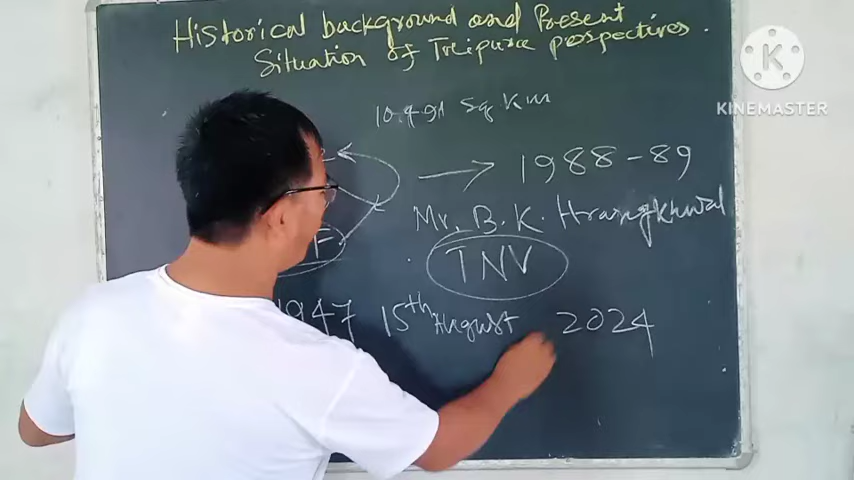 Historical background and Present
Situation of Tripura perspectives.
10.491 Sq Km
→ 1988-89
Mr. B. K. Hrangkhwal
F
TNV
1947 15th August 2024
K
KINEMASTER